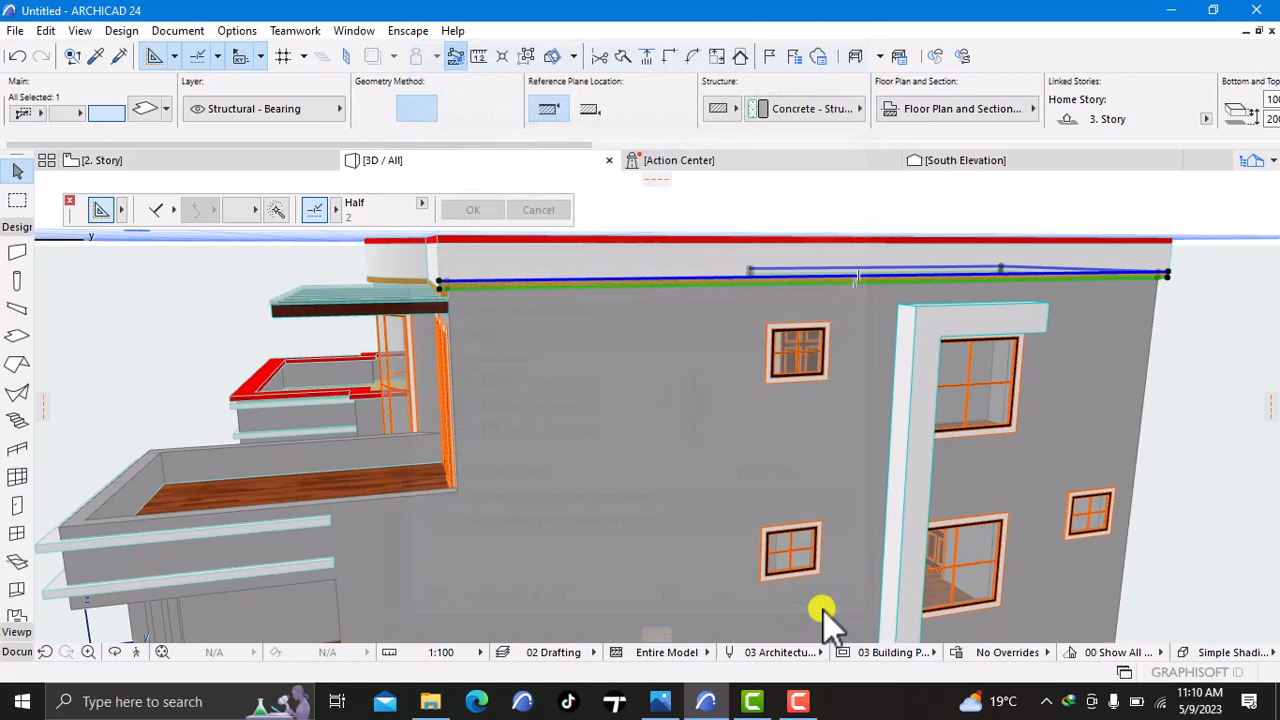 Untitled - ARCHICAD 24
File Edit View Design Document Options Teamwork Window Enscape Help
Main: Layer: Geometry Method: Reference Plane Location: Structure: Floor Plan and Section: Linked Stories: Bottom and Top
All Selected: 1
Structural - Bearing
Concrete - Stru...
Floor Plan and Section...
Home Story:
3. Story
[2. Story] [3D / All] [Action Center] [South Elevation]
Half
2
OK Cancel
Design
y
z
y
Viewp
Docun
N/A N/A 1:100 02 Drafting Entire Model 03 Architectu... 03 Building P... No Overrides 00 Show All ... Simple Shadi...
GRAPHISOFT ID
Type here to search
19°C
11:10 AM
5/9/2023